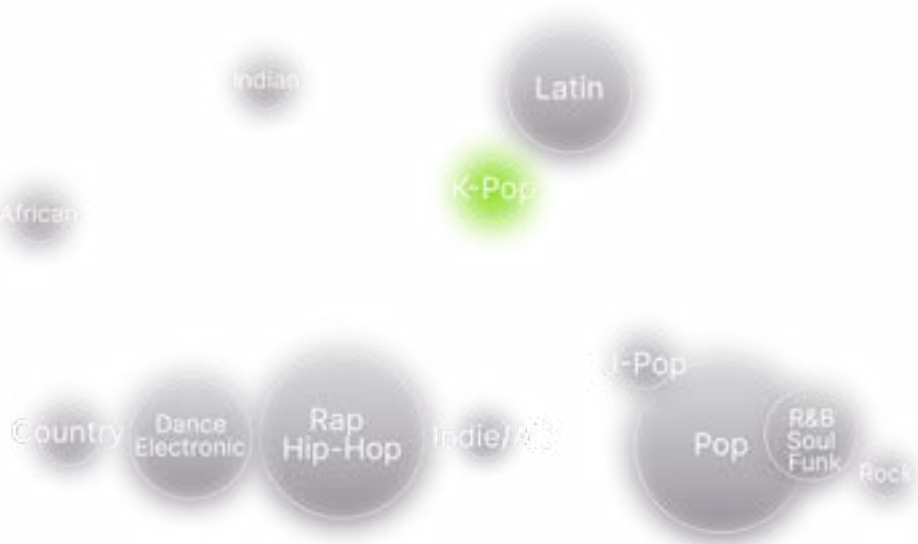 Indian
Latin
K-Pop
African
J-Pop
Country
Dance
Electronic
Rap
Hip-Hop
Indie/
Pop
R&B
Soul
Funk
Rock